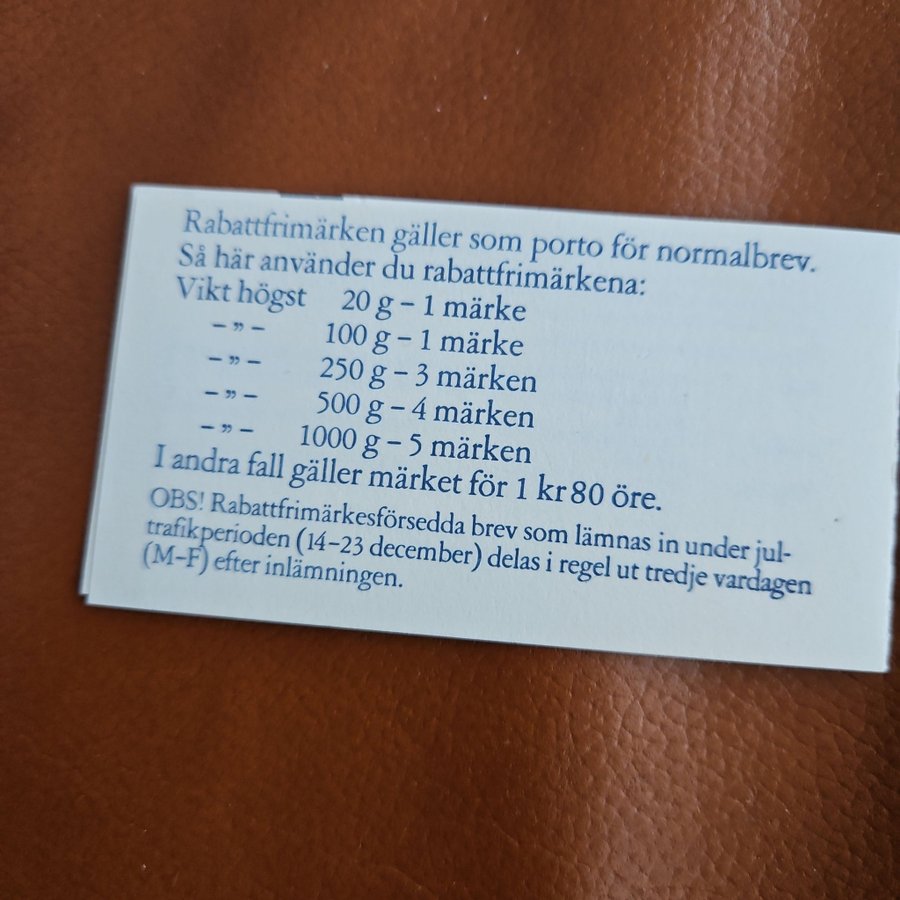 Rabattfrimärken gäller som porto för normalbrev.
Så här använder du rabattfrimärkena:
Vikt högst 20 g – 1 märke
– ” – 100 g – 1 märke
– ” – 250 g – 3 märken
– ” – 500 g – 4 märken
– ” – 1000 g – 5 märken
I andra fall gäller märket för 1 kr 80 öre.
OBS! Rabattfrimärkesförsedda brev som lämnas in under jul-
trafikperioden (14–23 december) delas i regel ut tredje vardagen
(M–F) efter inlämningen.